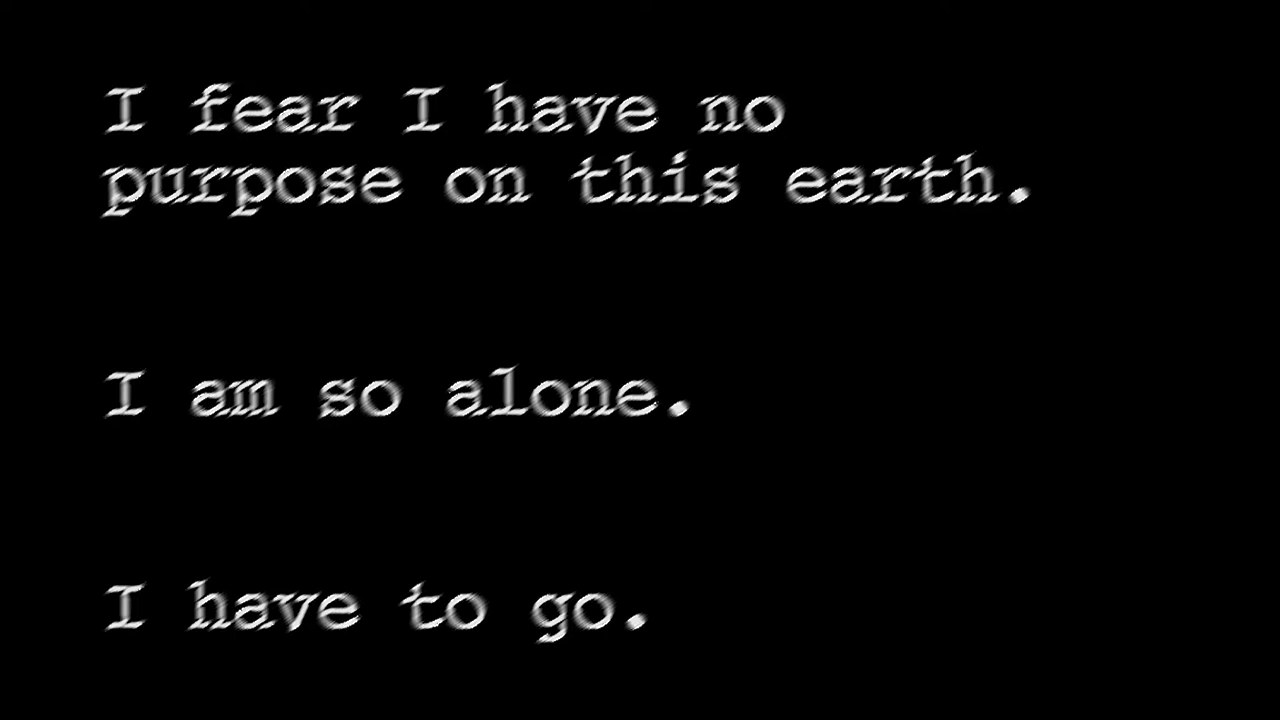 I fear I have no
purpose on this earth.
I am so alone.
I have to go.